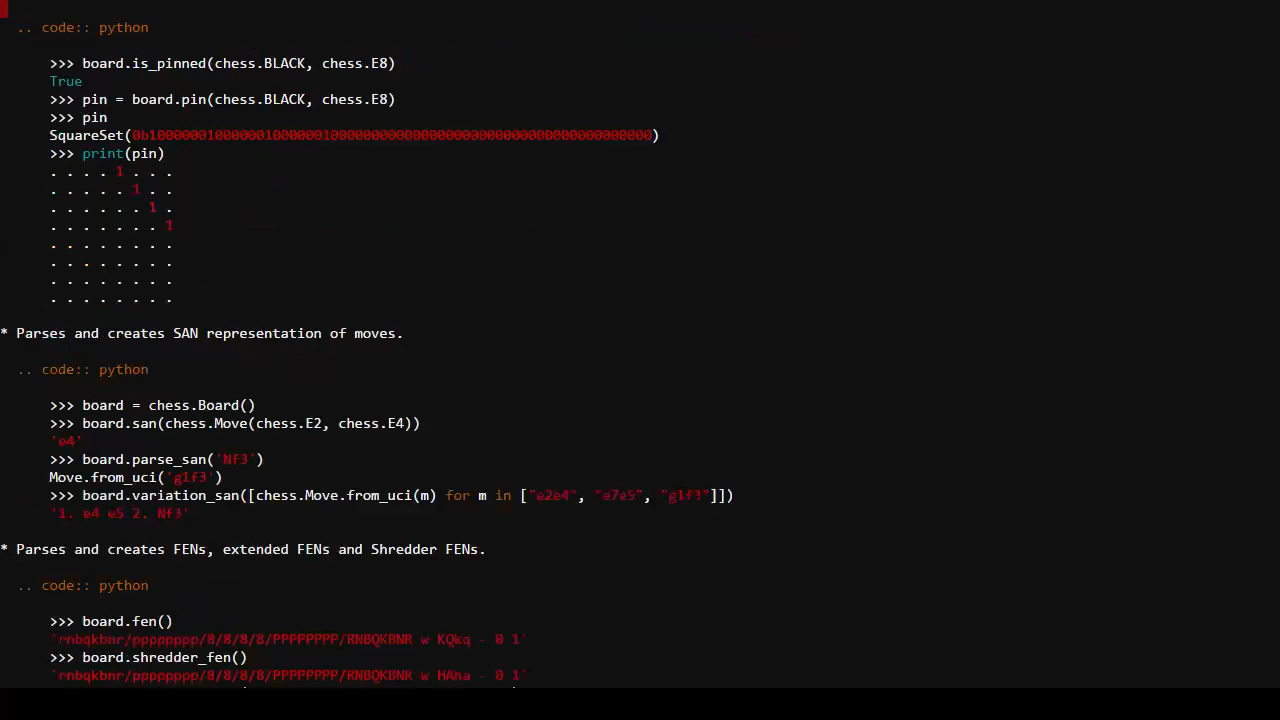 .. code:: python
>>> board.is_pinned(chess.BLACK, chess.E8)
True
>>> pin = board.pin(chess.BLACK, chess.E8)
>>> pin
SquareSet(0b1000000100000010000001000000000000000000000000000000000000000)
>>> print(pin)
. . . . 1 . . .
. . . . . 1 . .
. . . . . . 1 .
. . . . . . . 1
. . . . . . . .
. . . . . . . .
. . . . . . . .
. . . . . . . .
* Parses and creates SAN representation of moves.
.. code:: python
>>> board = chess.Board()
>>> board.san(chess.Move(chess.E2, chess.E4))
'e4'
>>> board.parse_san('Nf3')
Move.from_uci('g1f3')
>>> board.variation_san([chess.Move.from_uci(m) for m in ["e2e4", "e7e5", "g1f3"]])
'1. e4 e5 2. Nf3'
* Parses and creates FENs, extended FENs and Shredder FENs.
.. code:: python
>>> board.fen()
'rnbqkbnr/pppppppp/8/8/8/8/PPPPPPPP/RNBQKBNR w KQkq - 0 1'
>>> board.shredder_fen()
'rnbqkbnr/pppppppp/8/8/8/8/PPPPPPPP/RNBQKBNR w HAha - 0 1'